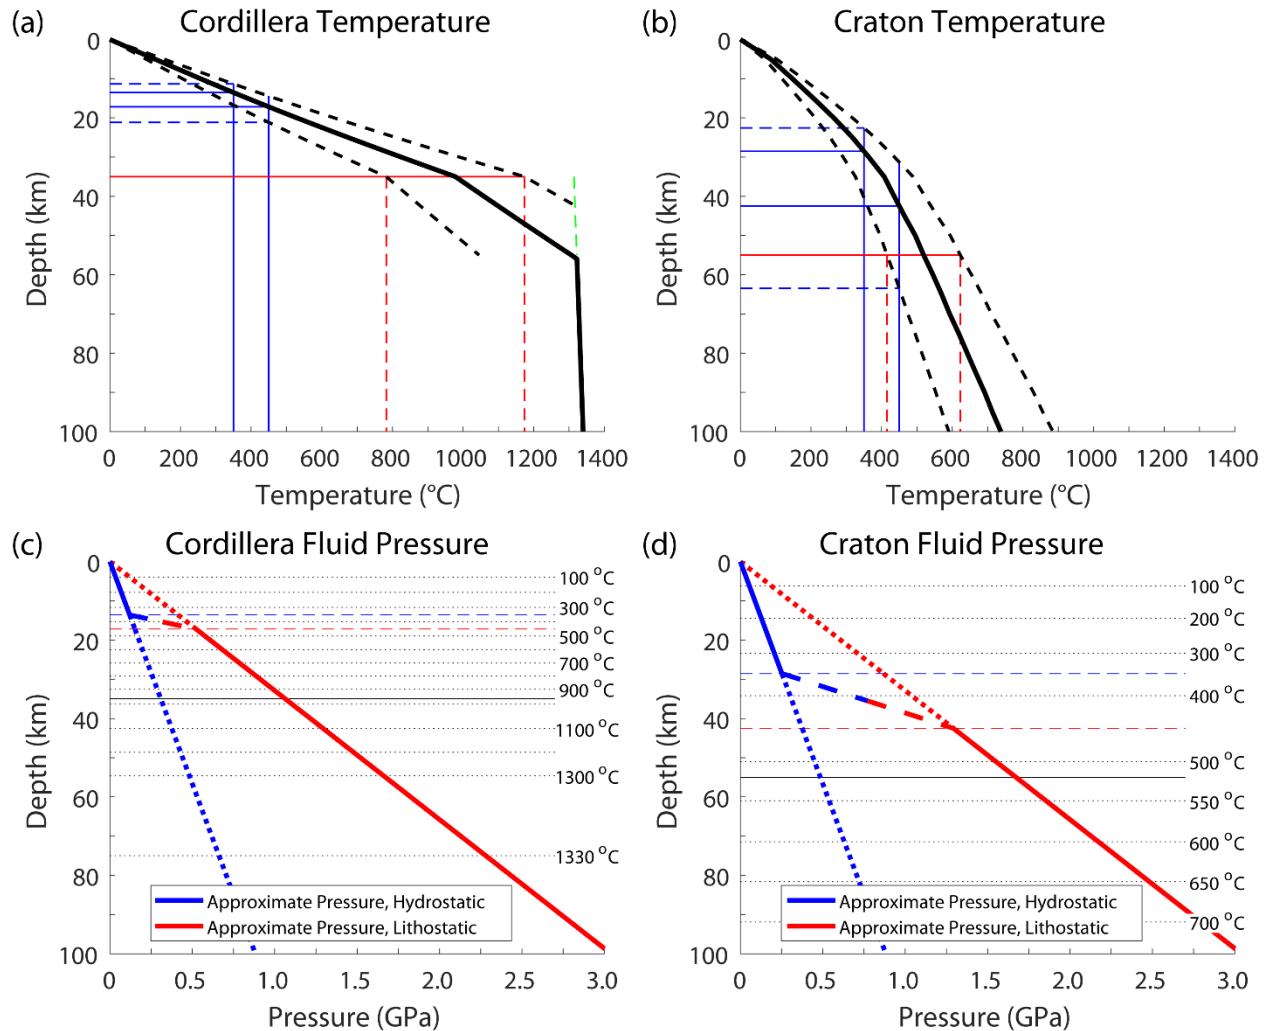 (a) Cordillera Temperature
0
20
40
60
80
100
Depth (km)
0 200 400 600 800 1000 1200 1400
Temperature (°C)
(b) Craton Temperature
0
20
40
60
80
100
Depth (km)
0 200 400 600 800 1000 1200 1400
Temperature (°C)
(c) Cordillera Fluid Pressure
0
20
40
60
80
100
Depth (km)
100 °C
300 °C
500 °C
700 °C
900 °C
1100 °C
1300 °C
1330 °C
Approximate Pressure, Hydrostatic
Approximate Pressure, Lithostatic
0 0.5 1.0 1.5 2.0 2.5 3.0
Pressure (GPa)
(d) Craton Fluid Pressure
0
20
40
60
80
100
Depth (km)
100 °C
200 °C
300 °C
400 °C
500 °C
550 °C
600 °C
650 °C
700 °C
Approximate Pressure, Hydrostatic
Approximate Pressure, Lithostatic
0 0.5 1.0 1.5 2.0 2.5 3.0
Pressure (GPa)